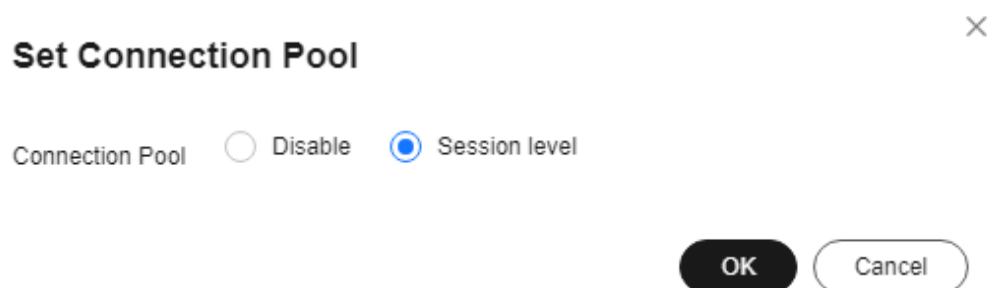 Set Connection Pool
Connection Pool Disable Session level
OK Cancel